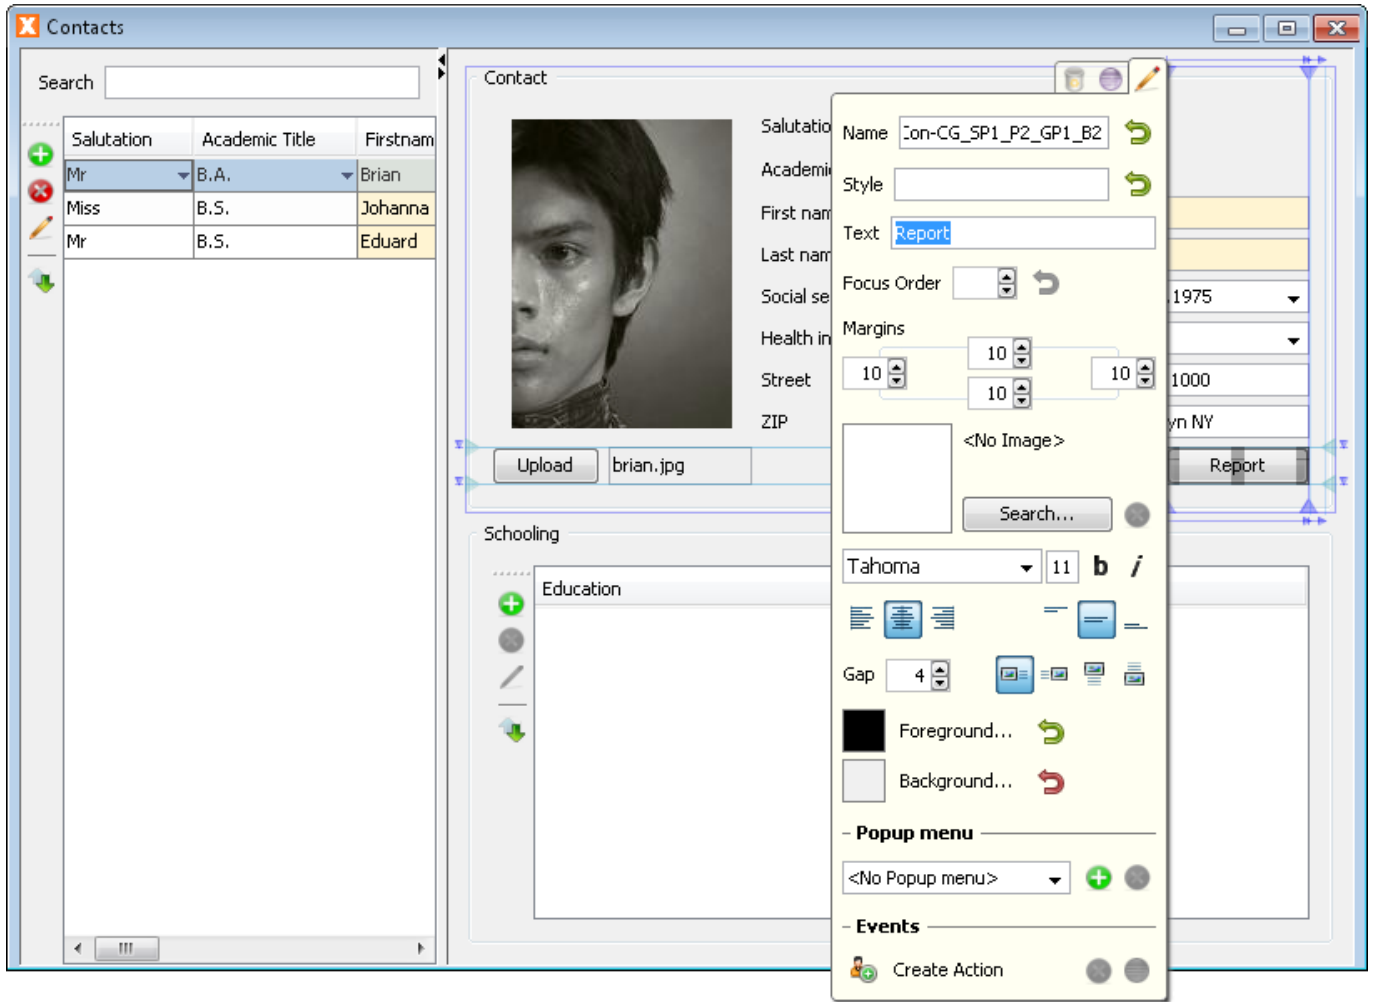 Contacts
Search
Salutation Academic Title Firstnam
Mr B.A. Brian
Miss B.S. Johanna
Mr B.S. Eduard
Contact
Salutatio
Academi
First nam
Last nam
Social se
.1975
Health in
Street
1000
ZIP
yn NY
Upload brian.jpg
Report
Schooling
Education
Name Con-CG_SP1_P2_GP1_B2
Style
Text Report
Focus Order
Margins
10
10 10
10
<No Image>
Search...
Tahoma 11 b i
Gap 4
Foreground...
Background...
Popup menu
<No Popup menu>
Events
Create Action